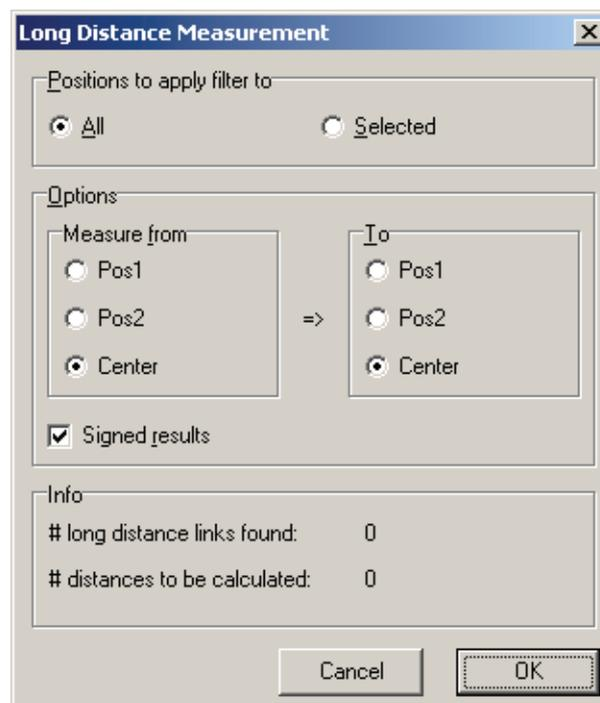 Long Distance Measurement
Positions to apply filter to
All
Selected
Options
Measure from
To
Pos1
Pos1
Pos2
=>
Pos2
Center
Center
Signed results
Info
# long distance links found: 0
# distances to be calculated: 0
Cancel
OK